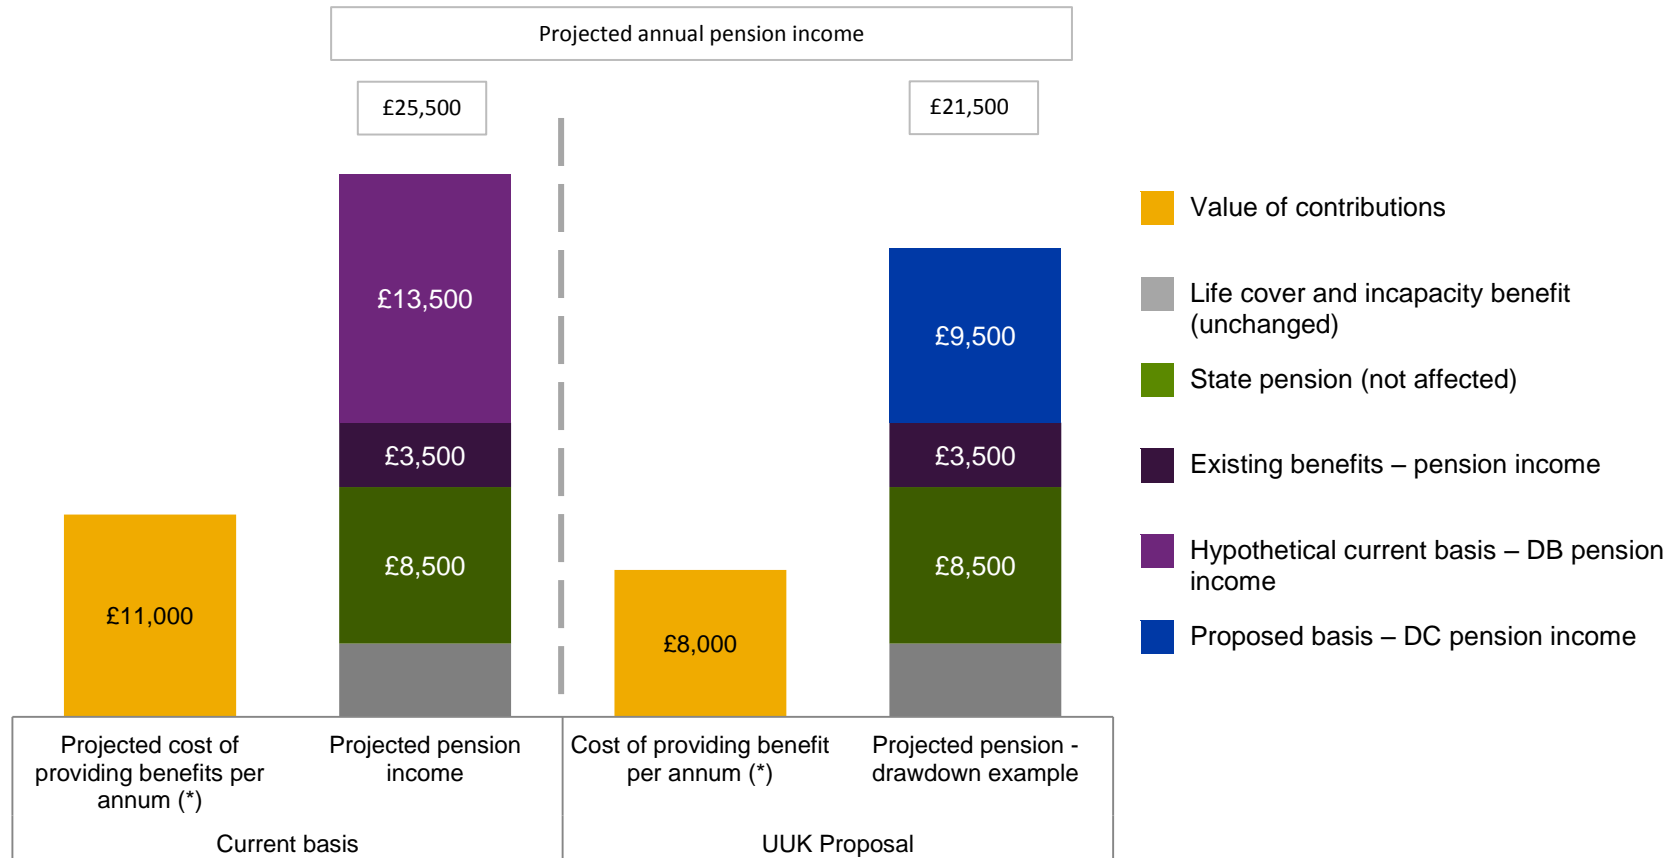 Projected annual pension income
£25,500
£21,500
£13,500
£3,500
£8,500
£11,000
£9,500
£3,500
£8,500
£8,000
Value of contributions
Life cover and incapacity benefit
(unchanged)
State pension (not affected)
Existing benefits – pension income
Hypothetical current basis – DB pension
income
Proposed basis – DC pension income
Projected cost of
providing benefits per
annum (*)
Projected pension
income
Cost of providing benefit
per annum (*)
Projected pension -
drawdown example
Current basis
UUK Proposal